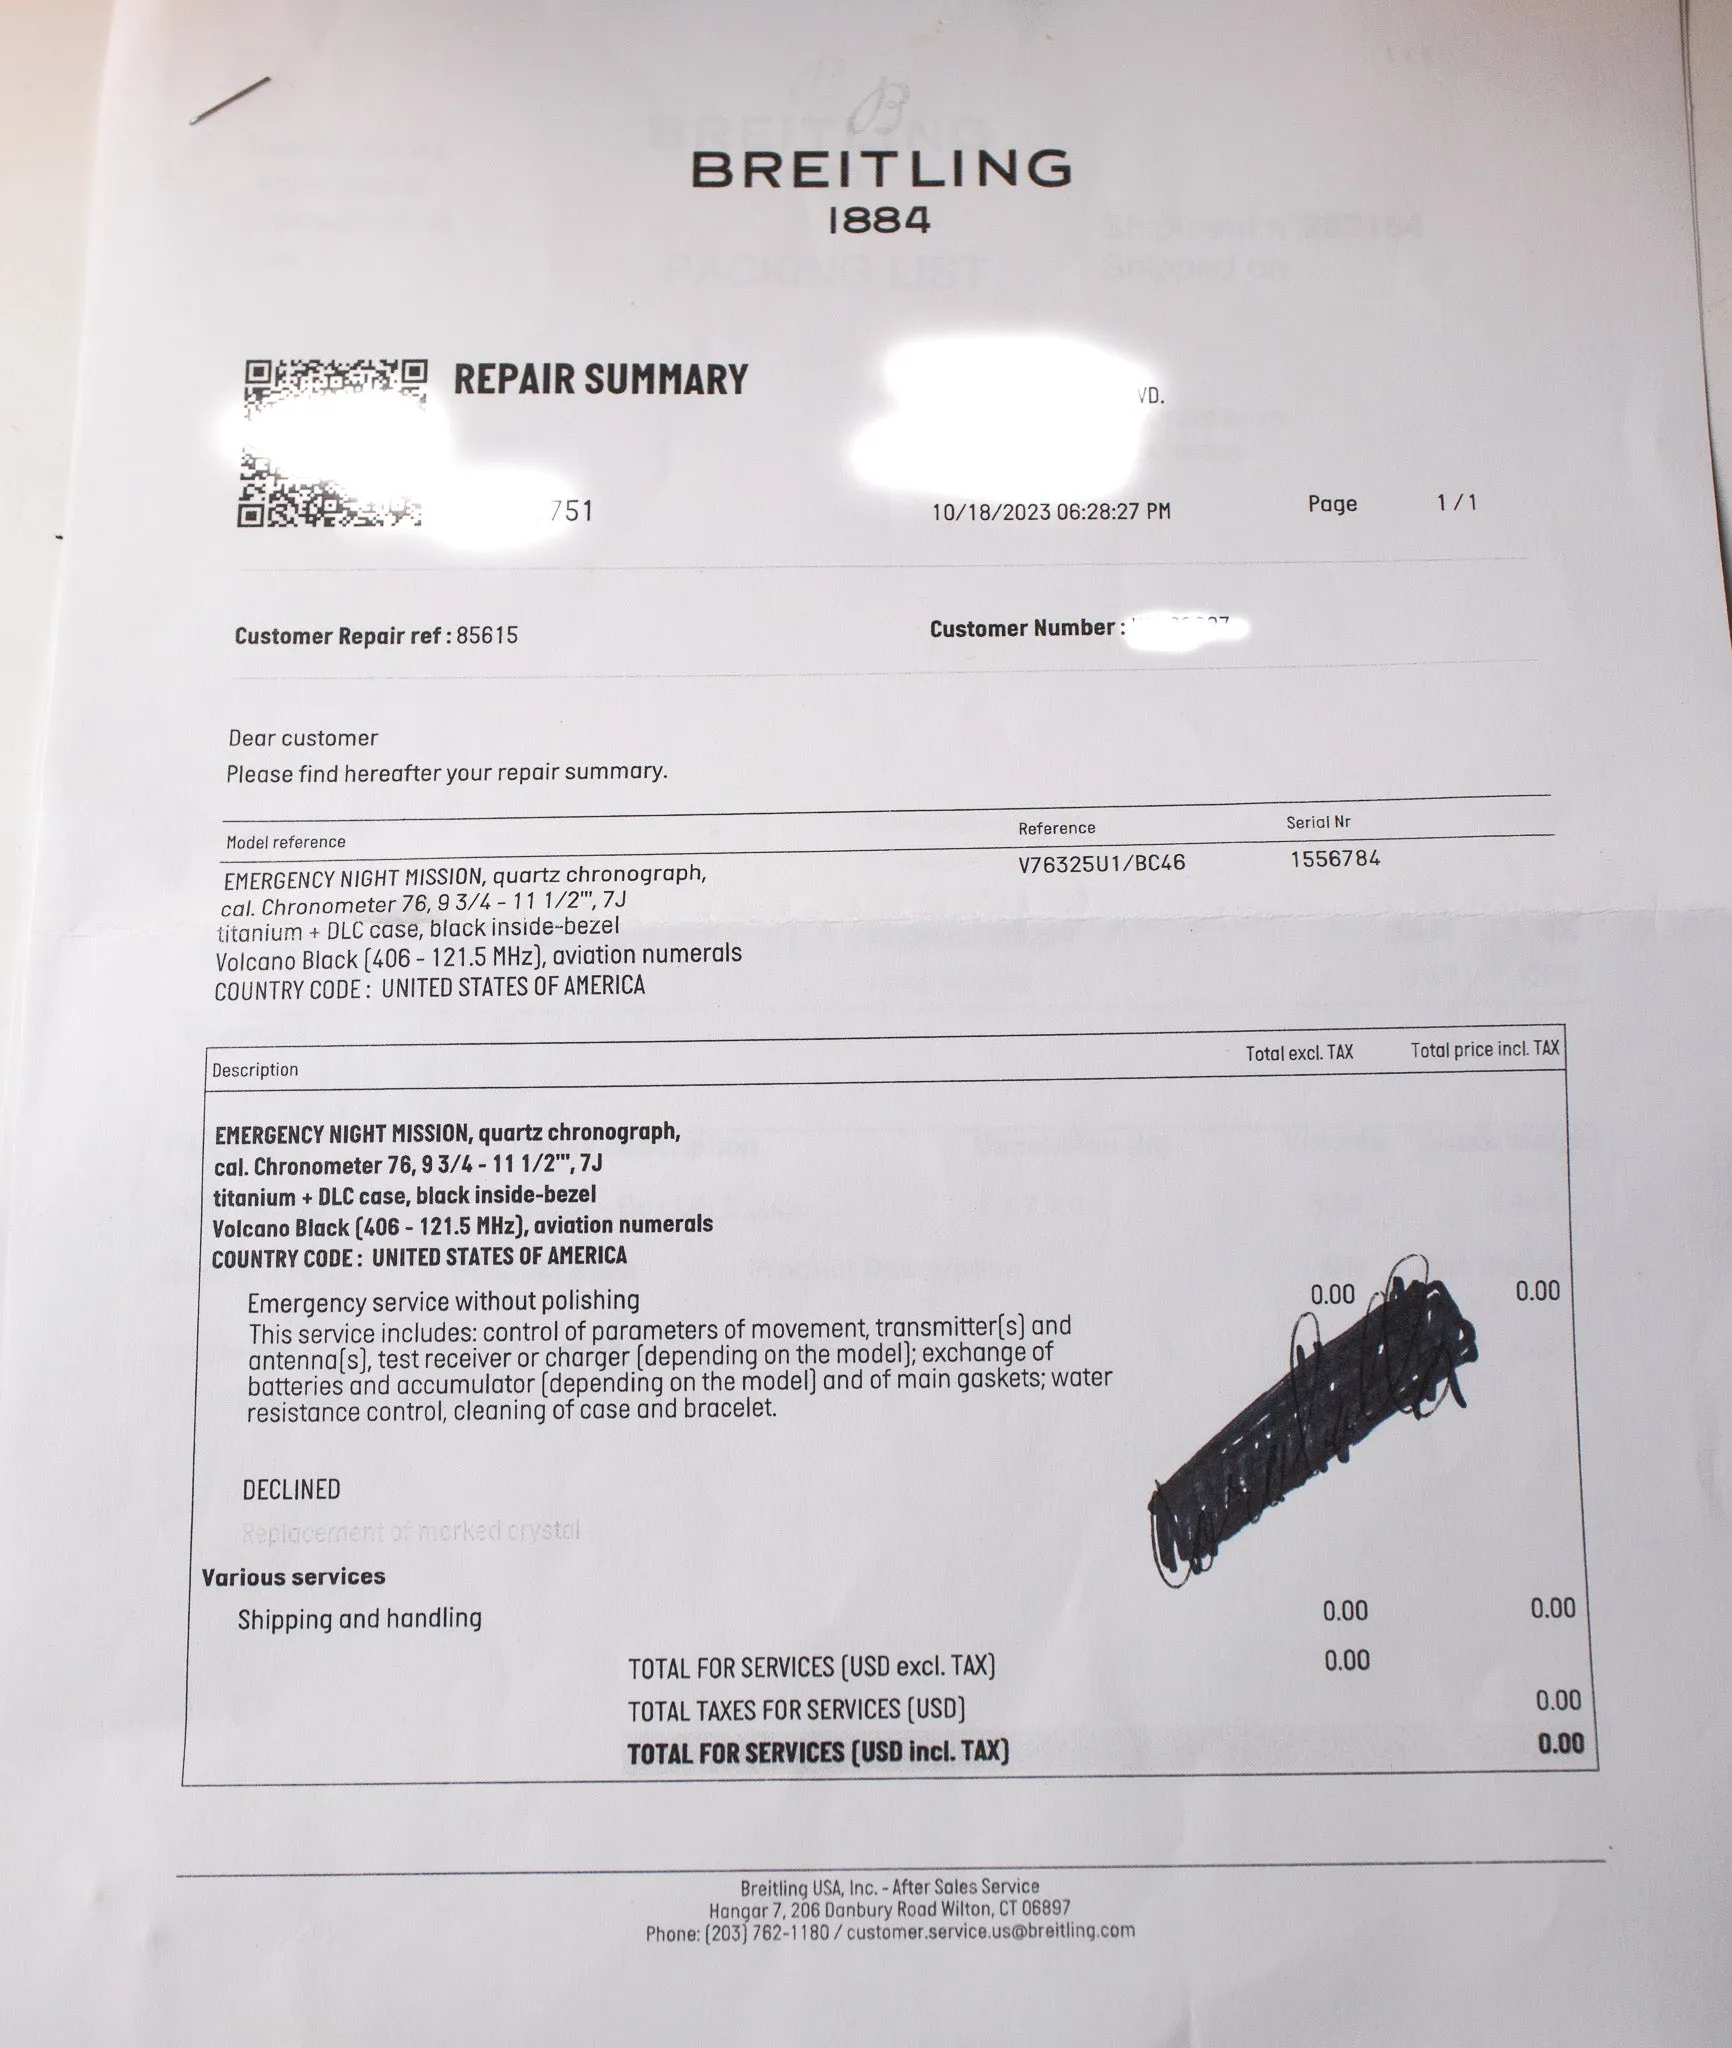 BREITLING
1884
REPAIR SUMMARY
VD.
751
10/18/2023 06:28:27 PM
Page 1 / 1
Customer Repair ref : 85615
Customer Number :
Dear customer
Please find hereafter your repair summary.
Model reference Reference Serial Nr
EMERGENCY NIGHT MISSION, quartz chronograph, V76325U1/BC46 1556784
cal. Chronometer 76, 9 3/4 - 11 1/2''', 7J
titanium + DLC case, black inside-bezel
Volcano Black (406 - 121.5 MHz), aviation numerals
COUNTRY CODE : UNITED STATES OF AMERICA
Description Total excl. TAX Total price incl. TAX
EMERGENCY NIGHT MISSION, quartz chronograph,
cal. Chronometer 76, 9 3/4 - 11 1/2''', 7J
titanium + DLC case, black inside-bezel
Volcano Black (406 - 121.5 MHz), aviation numerals
COUNTRY CODE : UNITED STATES OF AMERICA
Emergency service without polishing 0.00 0.00
This service includes: control of parameters of movement, transmitter(s) and
antenna(s), test receiver or charger (depending on the model); exchange of
batteries and accumulator (depending on the model) and of main gaskets; water
resistance control, cleaning of case and bracelet.
DECLINED
Replacement of marked crystal
Various services
Shipping and handling 0.00 0.00
TOTAL FOR SERVICES (USD excl. TAX) 0.00
TOTAL TAXES FOR SERVICES (USD) 0.00
TOTAL FOR SERVICES (USD incl. TAX) 0.00
Breitling USA, Inc. - After Sales Service
Hangar 7, 206 Danbury Road Wilton, CT 06897
Phone: (203) 762-1180 / customer.service.us@breitling.com